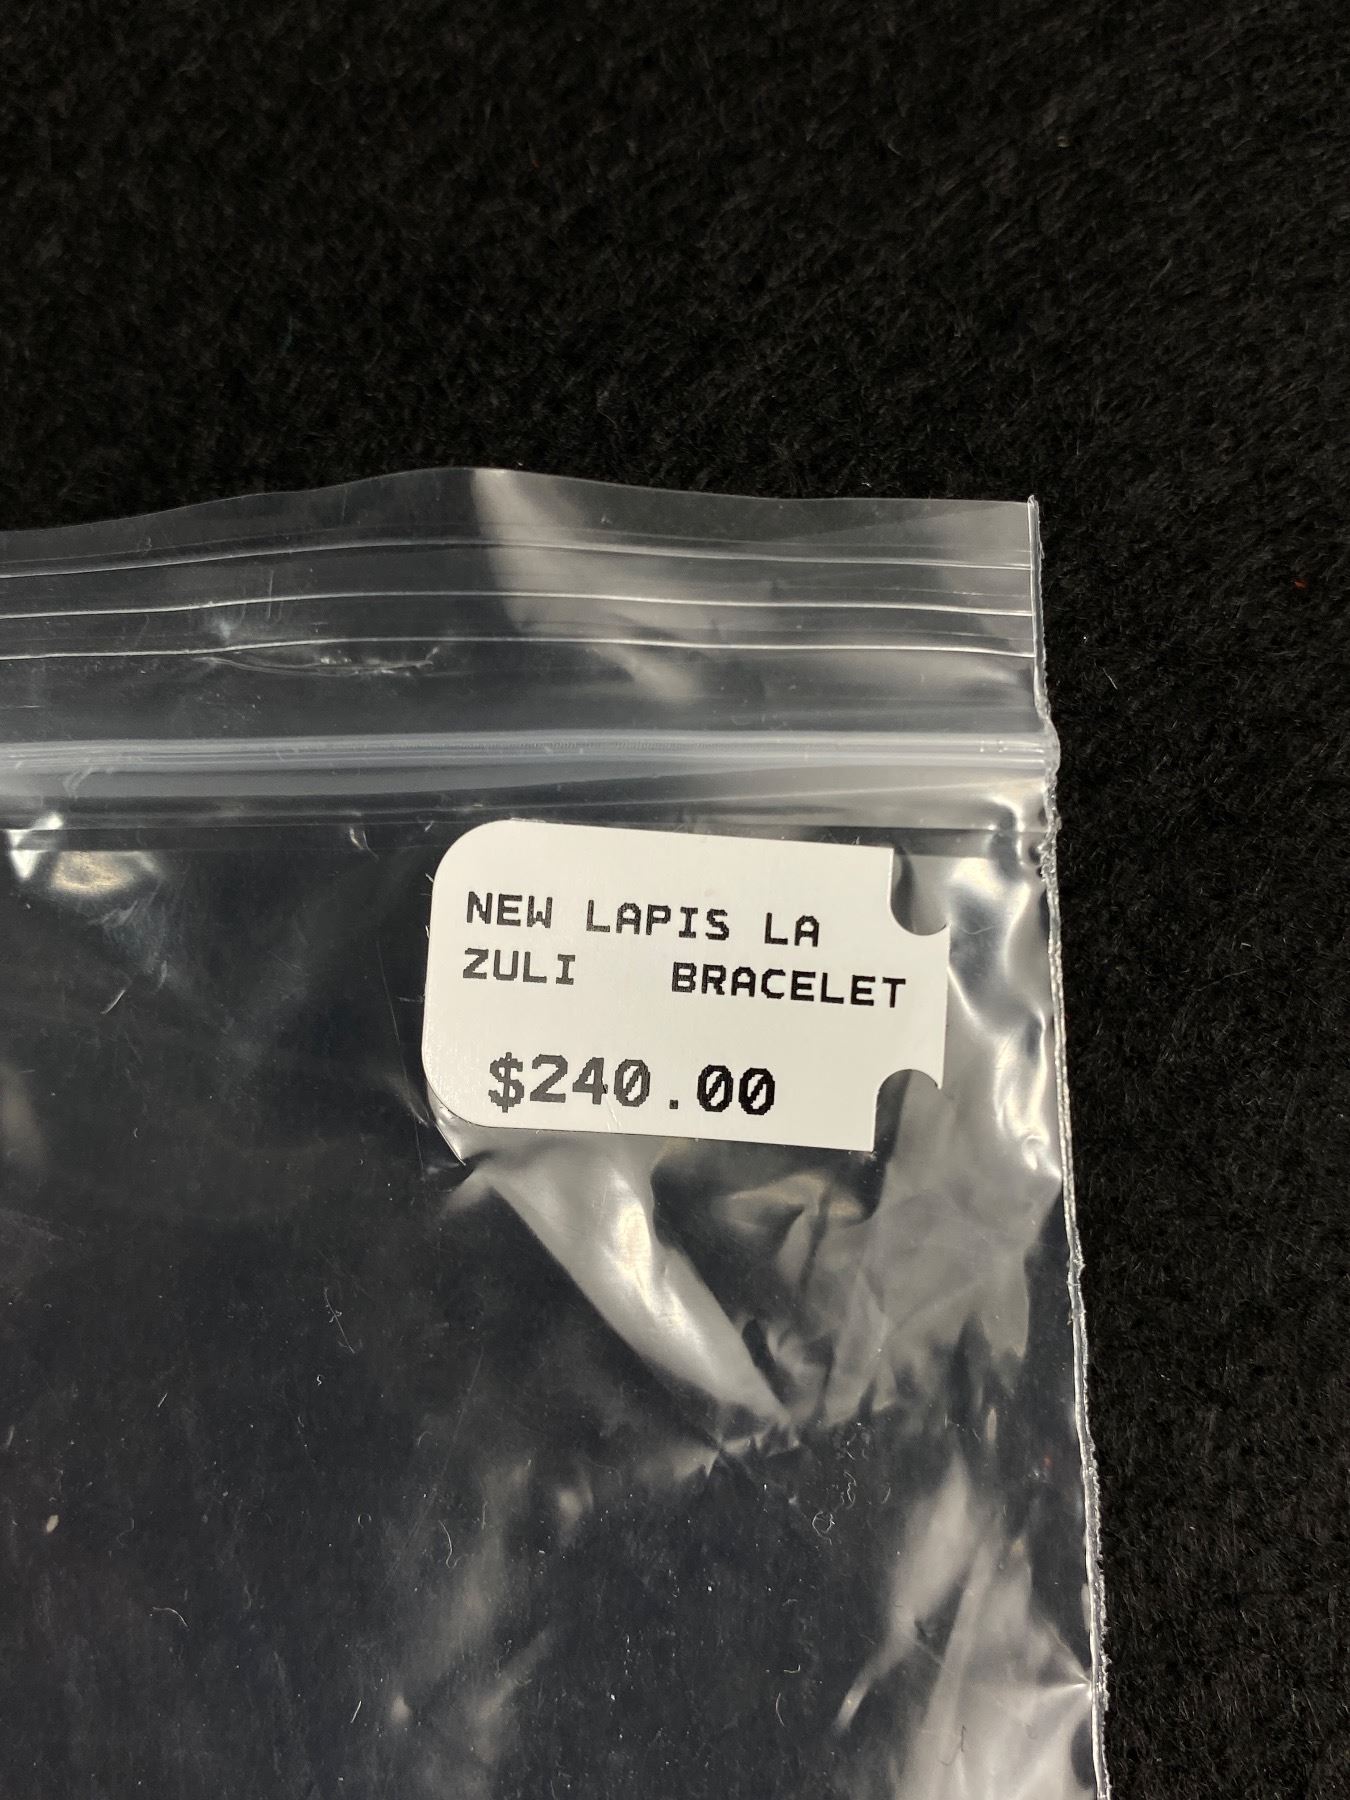 NEW LAPIS LA
ZULI BRACELET
$240.00